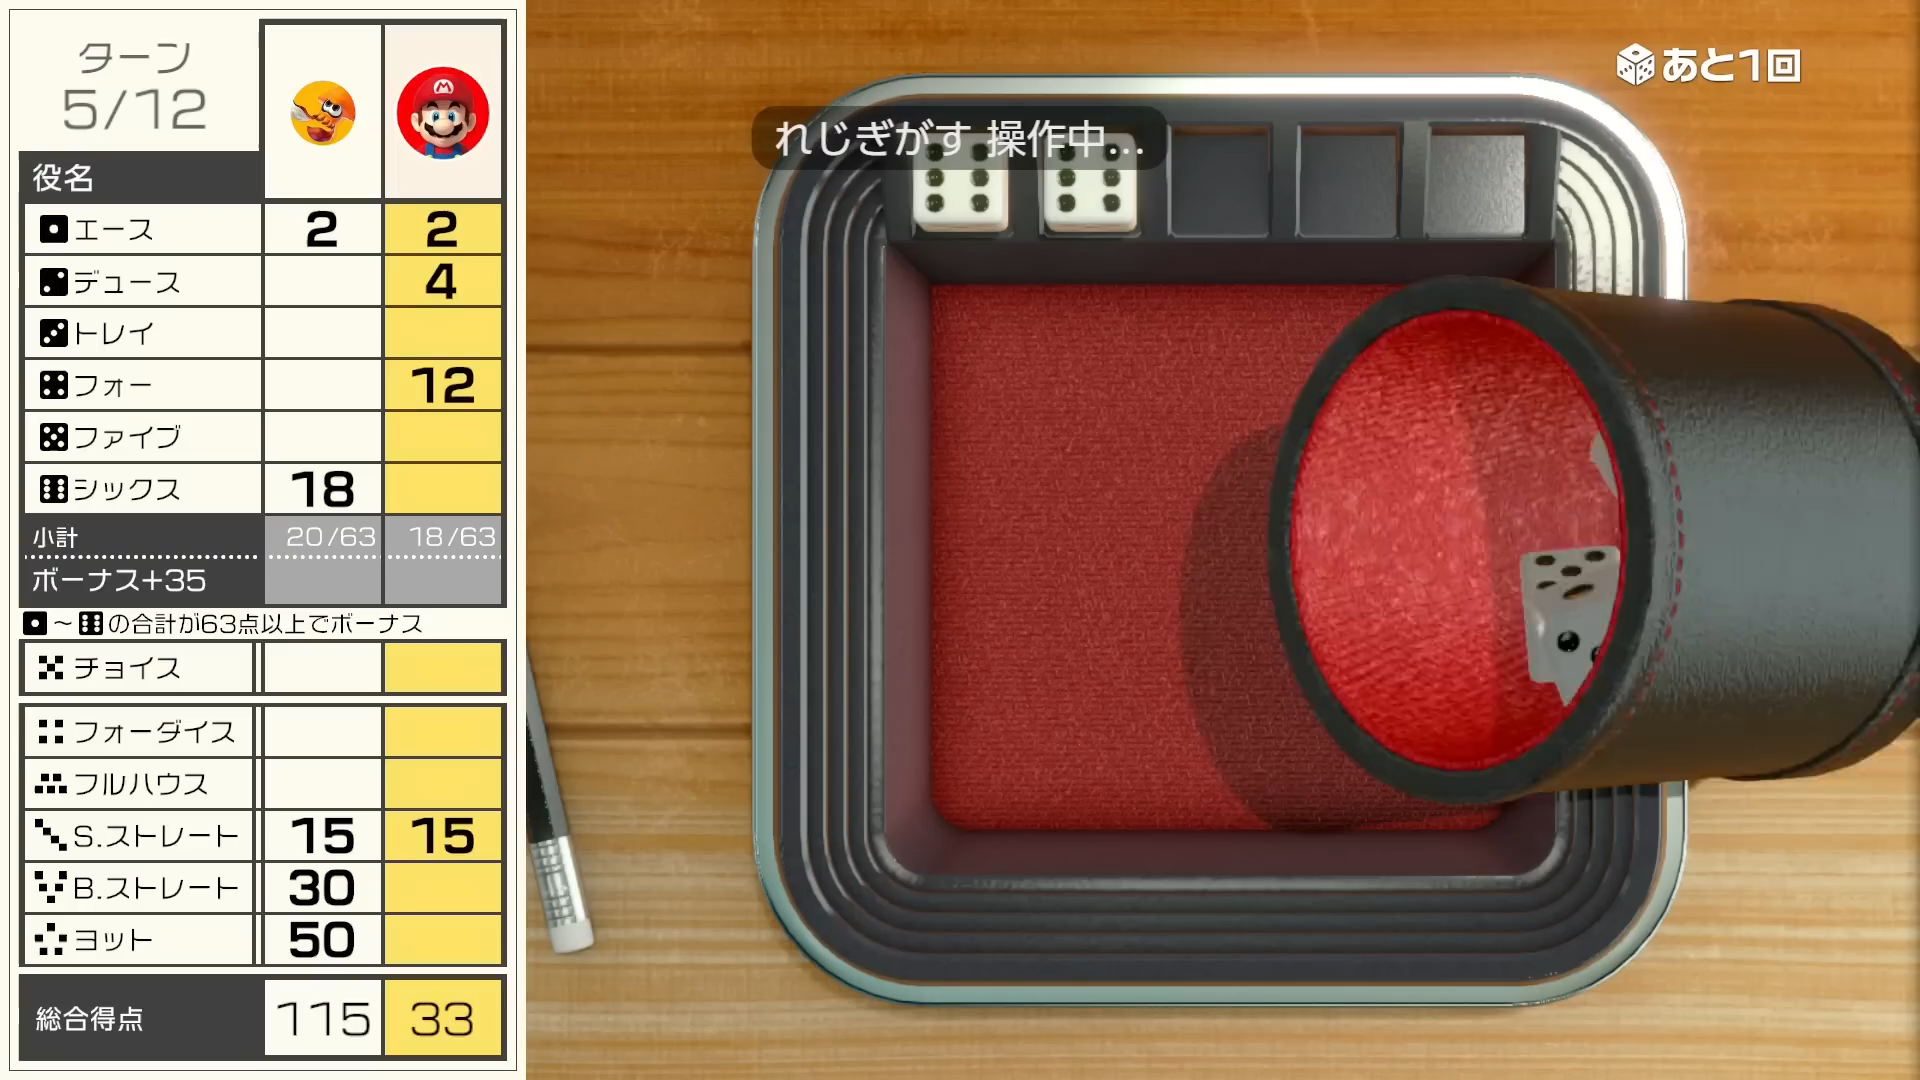 ターン
5/12
役名
エース 2 2
デュース 4
トレイ
フォー 12
ファイブ
シックス 18
小計 20/63 18/63
ボーナス+35
~の合計が63点以上でボーナス
チョイス
フォーダイス
フルハウス
S.ストレート 15 15
B.ストレート 30
ヨット 50
総合得点 115 33
れじぎがす 操作中...
あと1回
M